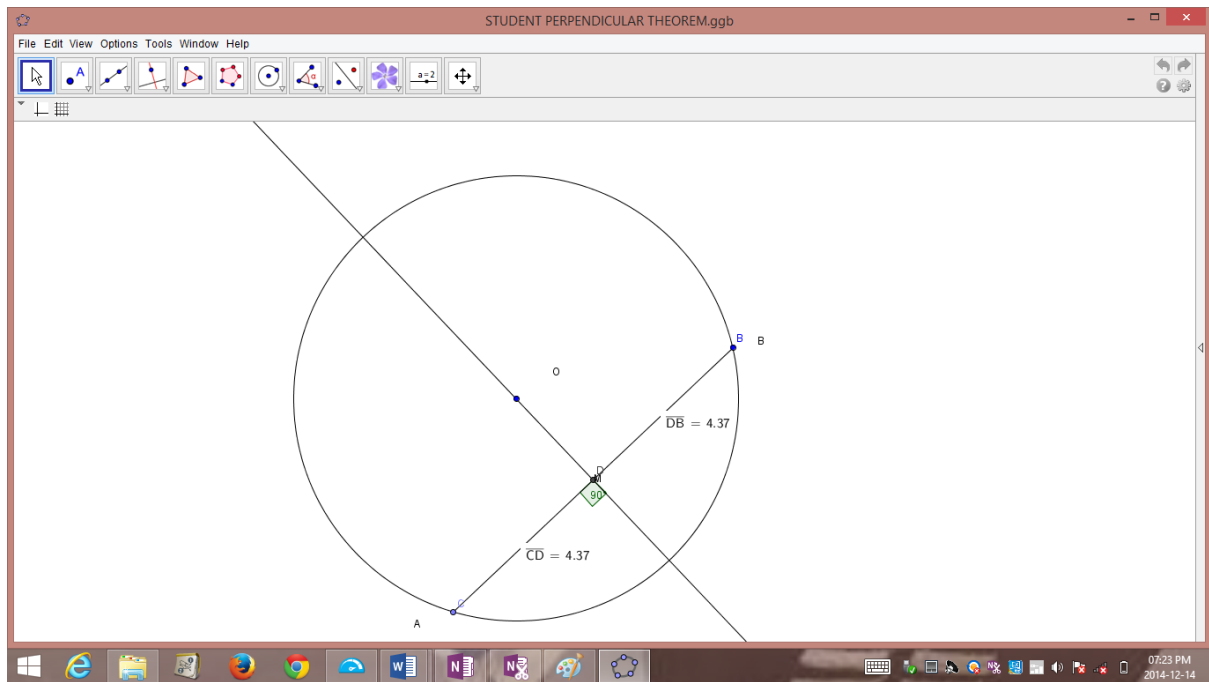 STUDENT PERPENDICULAR THEOREM.ggb
File Edit View Options Tools Window Help
A
α
a=2
B B
O
DB = 4.37
D
M
90°
CD = 4.37
C
A
07:23 PM
2014-12-14